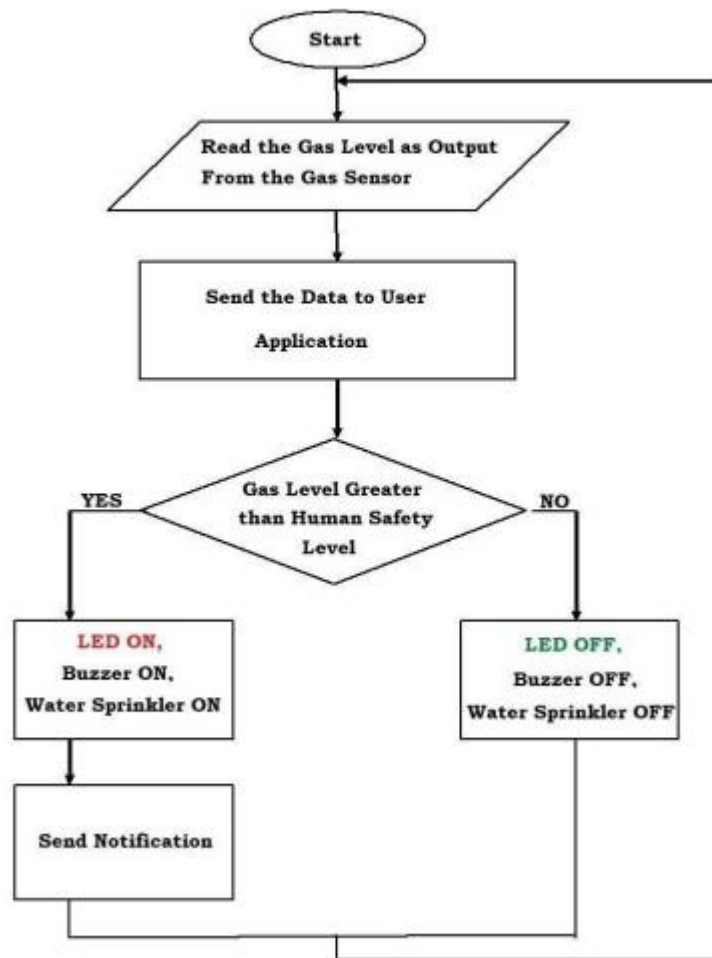 Start
Read the Gas Level as Output
From the Gas Sensor
Send the Data to User
Application
Gas Level Greater
than Human Safety
Level
YES
NO
LED ON,
Buzzer ON,
Water Sprinkler ON
LED OFF,
Buzzer OFF,
Water Sprinkler OFF
Send Notification